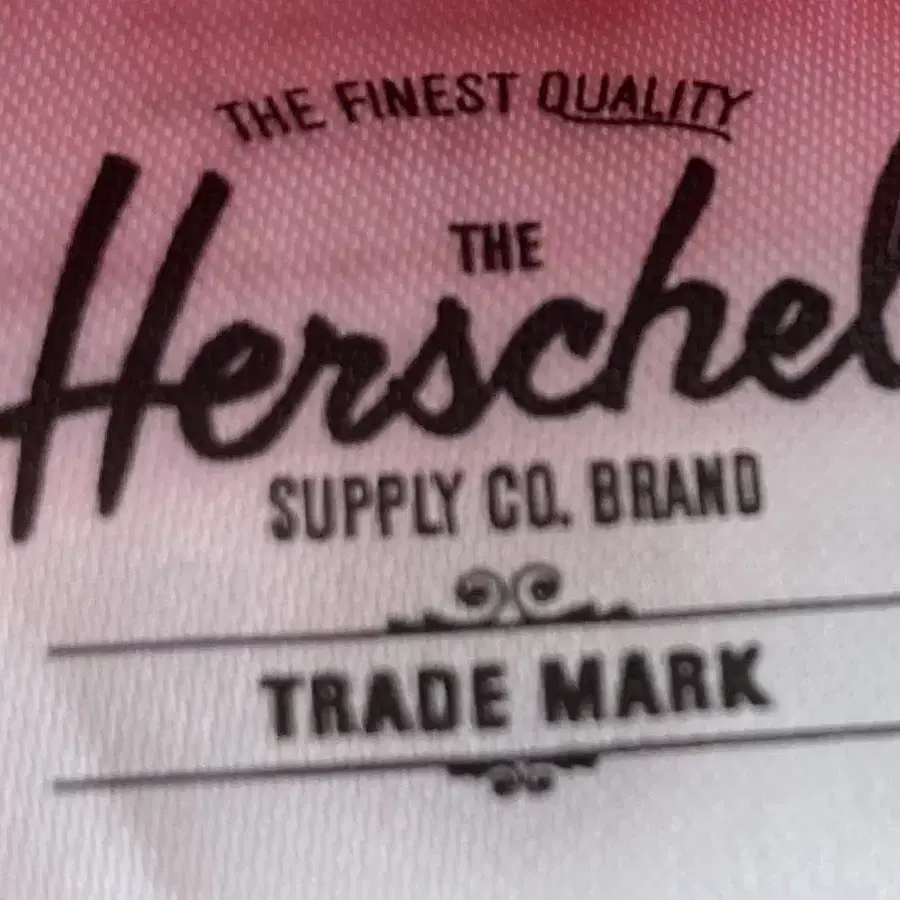 THE FINEST QUALITY
THE
Herschel
SUPPLY CO. BRAND
TRADE MARK